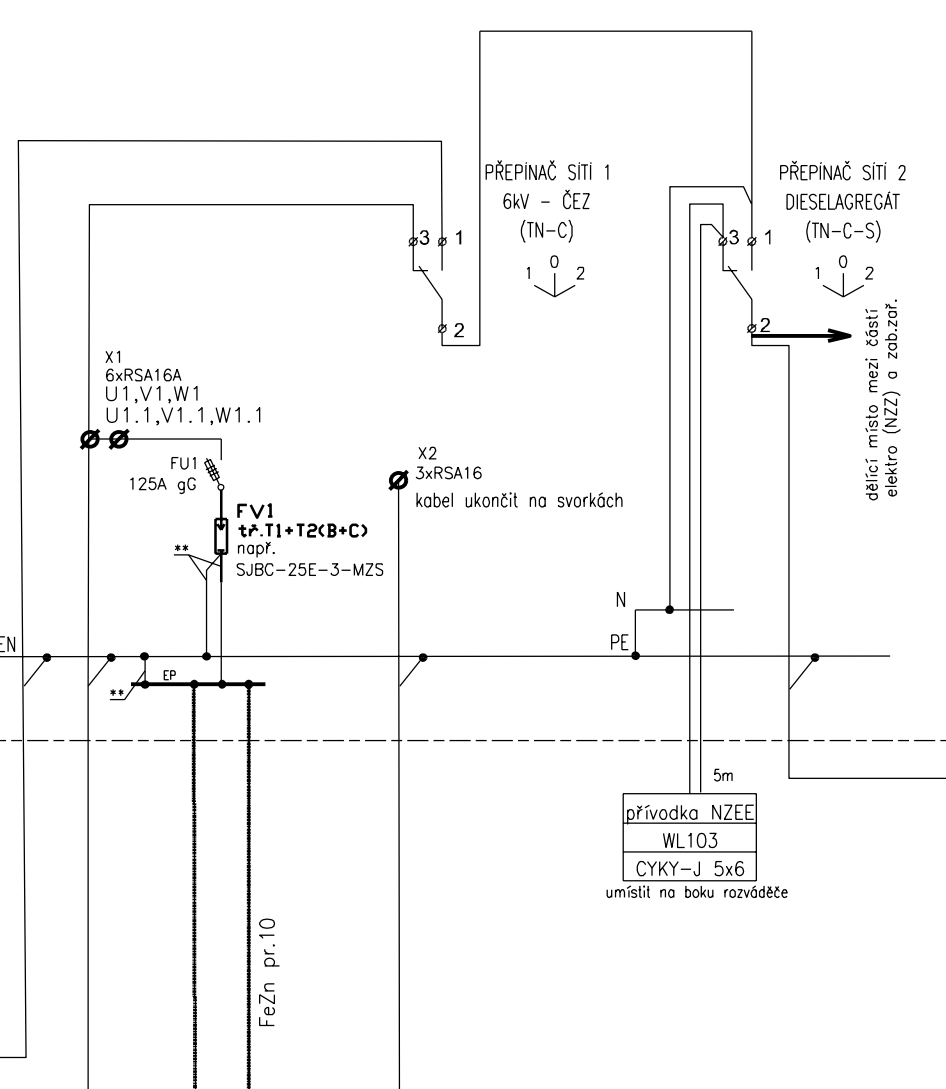 PŘEPÍNAČ SÍTÍ 1
6kV - ČEZ
(TN-C)
1 0 2
3 1
2
PŘEPÍNAČ SÍTÍ 2
DIESELAGREGÁT
(TN-C-S)
1 0 2
3 1
2
dělící místo mezi částí
elektro (NZZ) a zab.zař.
X1
6xRSA16A
U1,V1,W1
U1.1,V1.1,W1.1
FU1
125A gG
FV1
tř.T1+T2(B+C)
např.
SJBC-25E-3-MZS
**
X2
3xRSA16
kabel ukončit na svorkách
N
PE
EN
EP
**
5m
přívodka NZEE
WL103
CYKY-J 5x6
umístit na boku rozváděče
FeZn pr.10